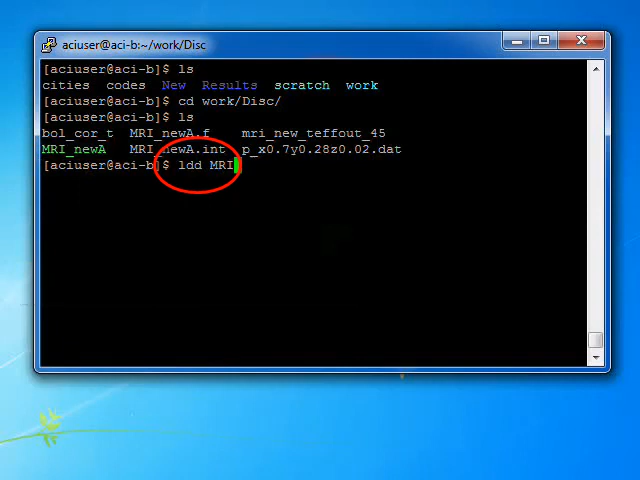 aciuser@aci-b:~/work/Disc
[aciuser@aci-b]$ ls
cities codes New Results scratch work
[aciuser@aci-b]$ cd work/Disc/
[aciuser@aci-b]$ ls
bol_cor_t MRI_newA.f mri_new_teffout_45
MRI_newA MRI_newA.int p_x0.7y0.28z0.02.dat
[aciuser@aci-b]$ ldd MRI